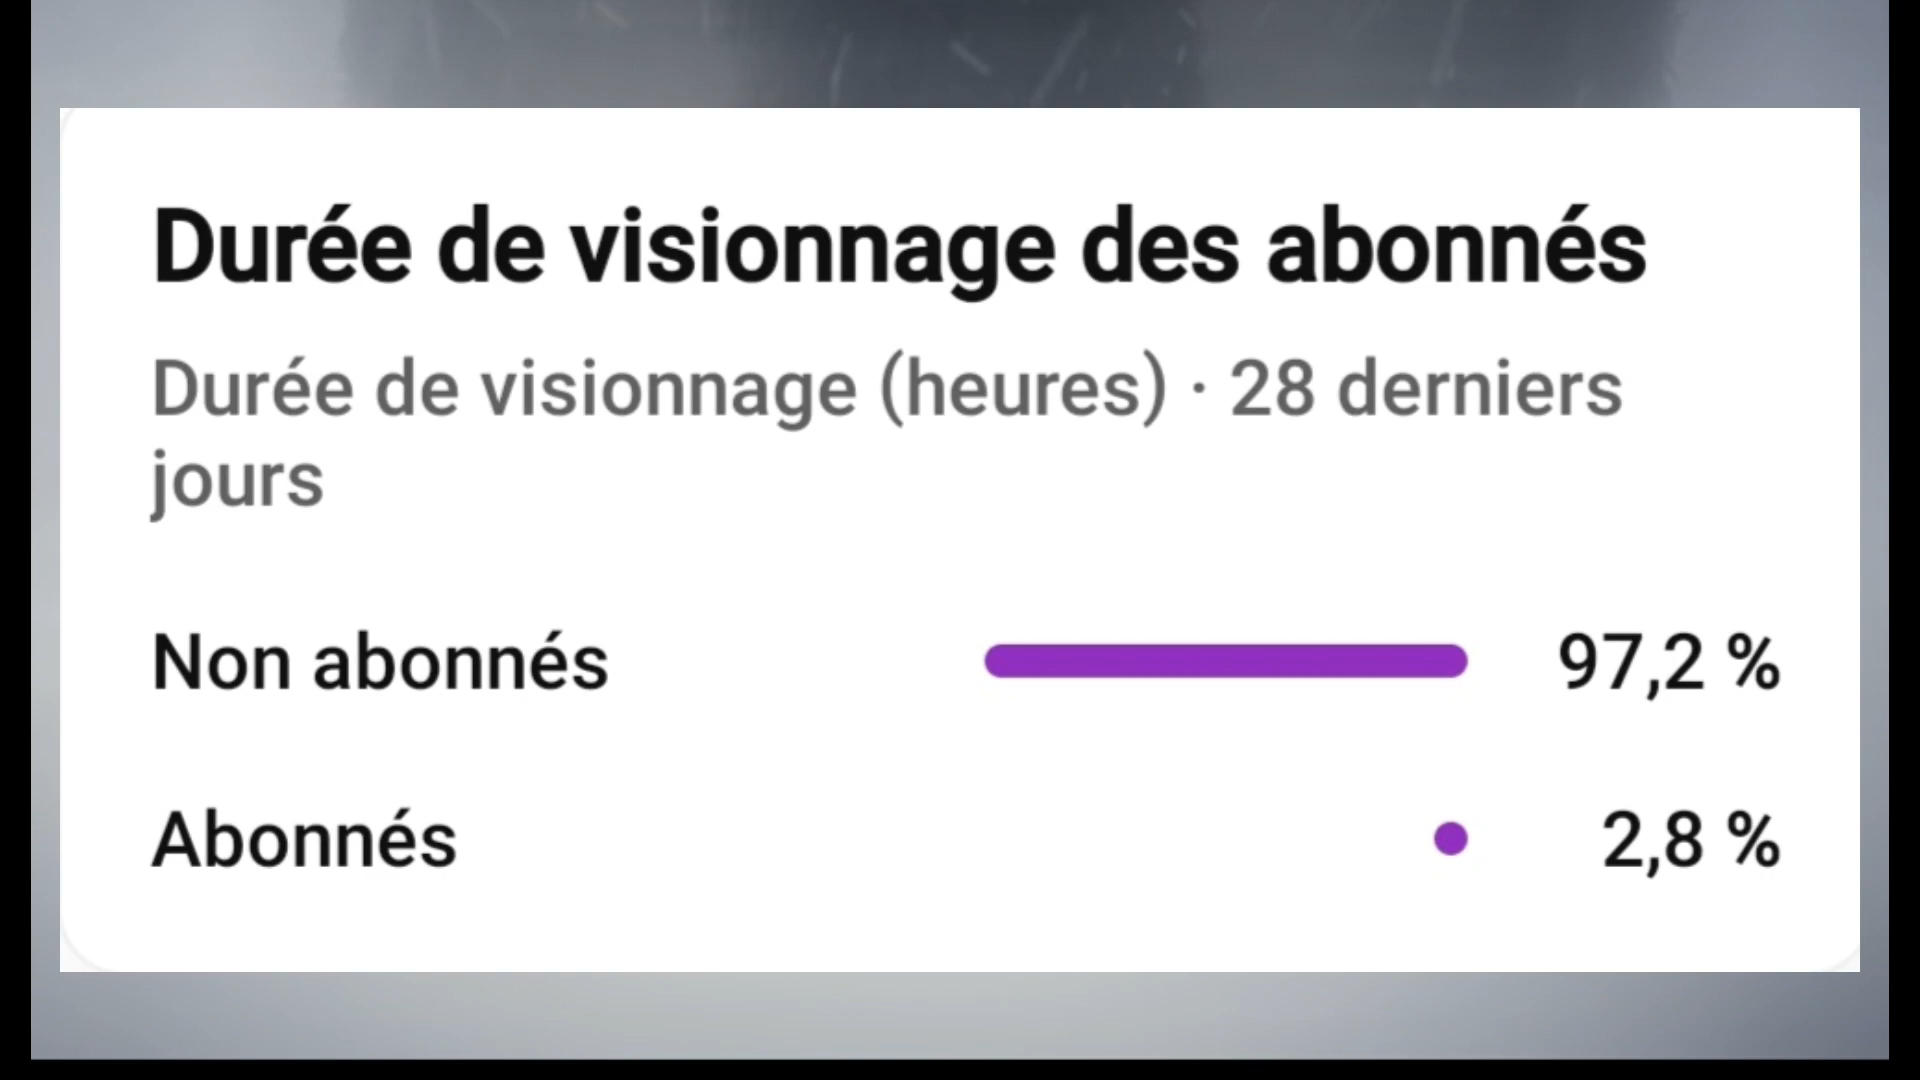 Durée de visionnage des abonnés
Durée de visionnage (heures) · 28 derniers
jours
Non abonnés 97,2 %
Abonnés 2,8 %